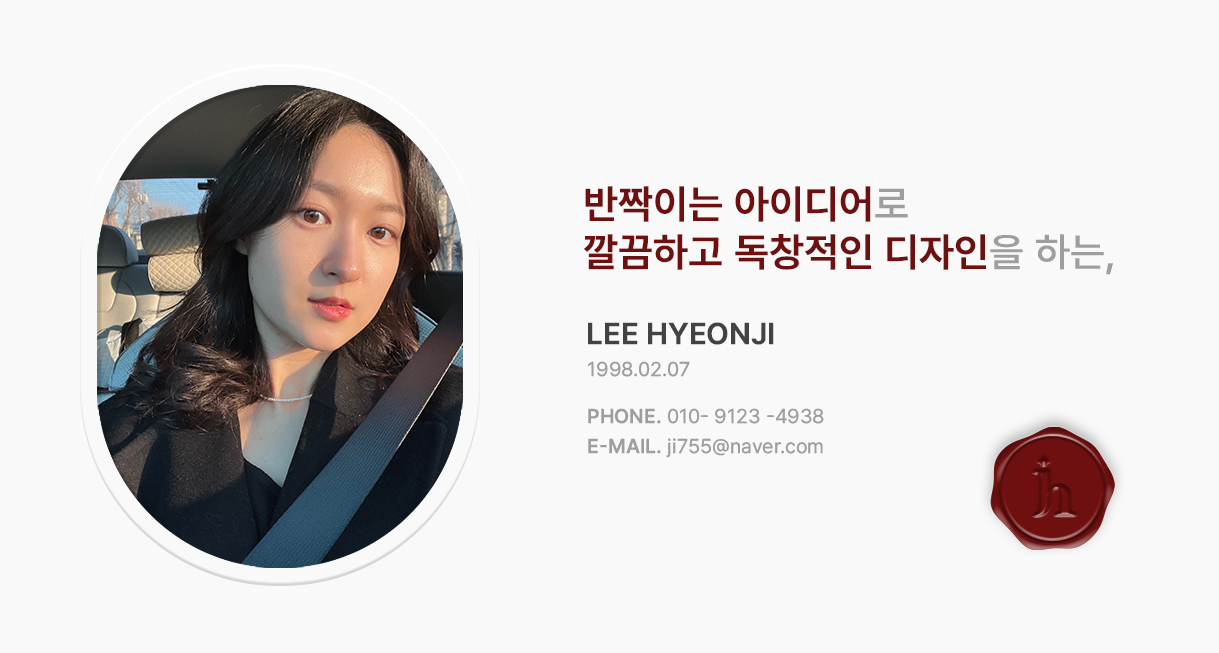 반짝이는 아이디어로
깔끔하고 독창적인 디자인을 하는,
LEE HYEONJI
1998.02.07
PHONE. 010- 9123 -4938
E-MAIL. ji755@naver.com
jh